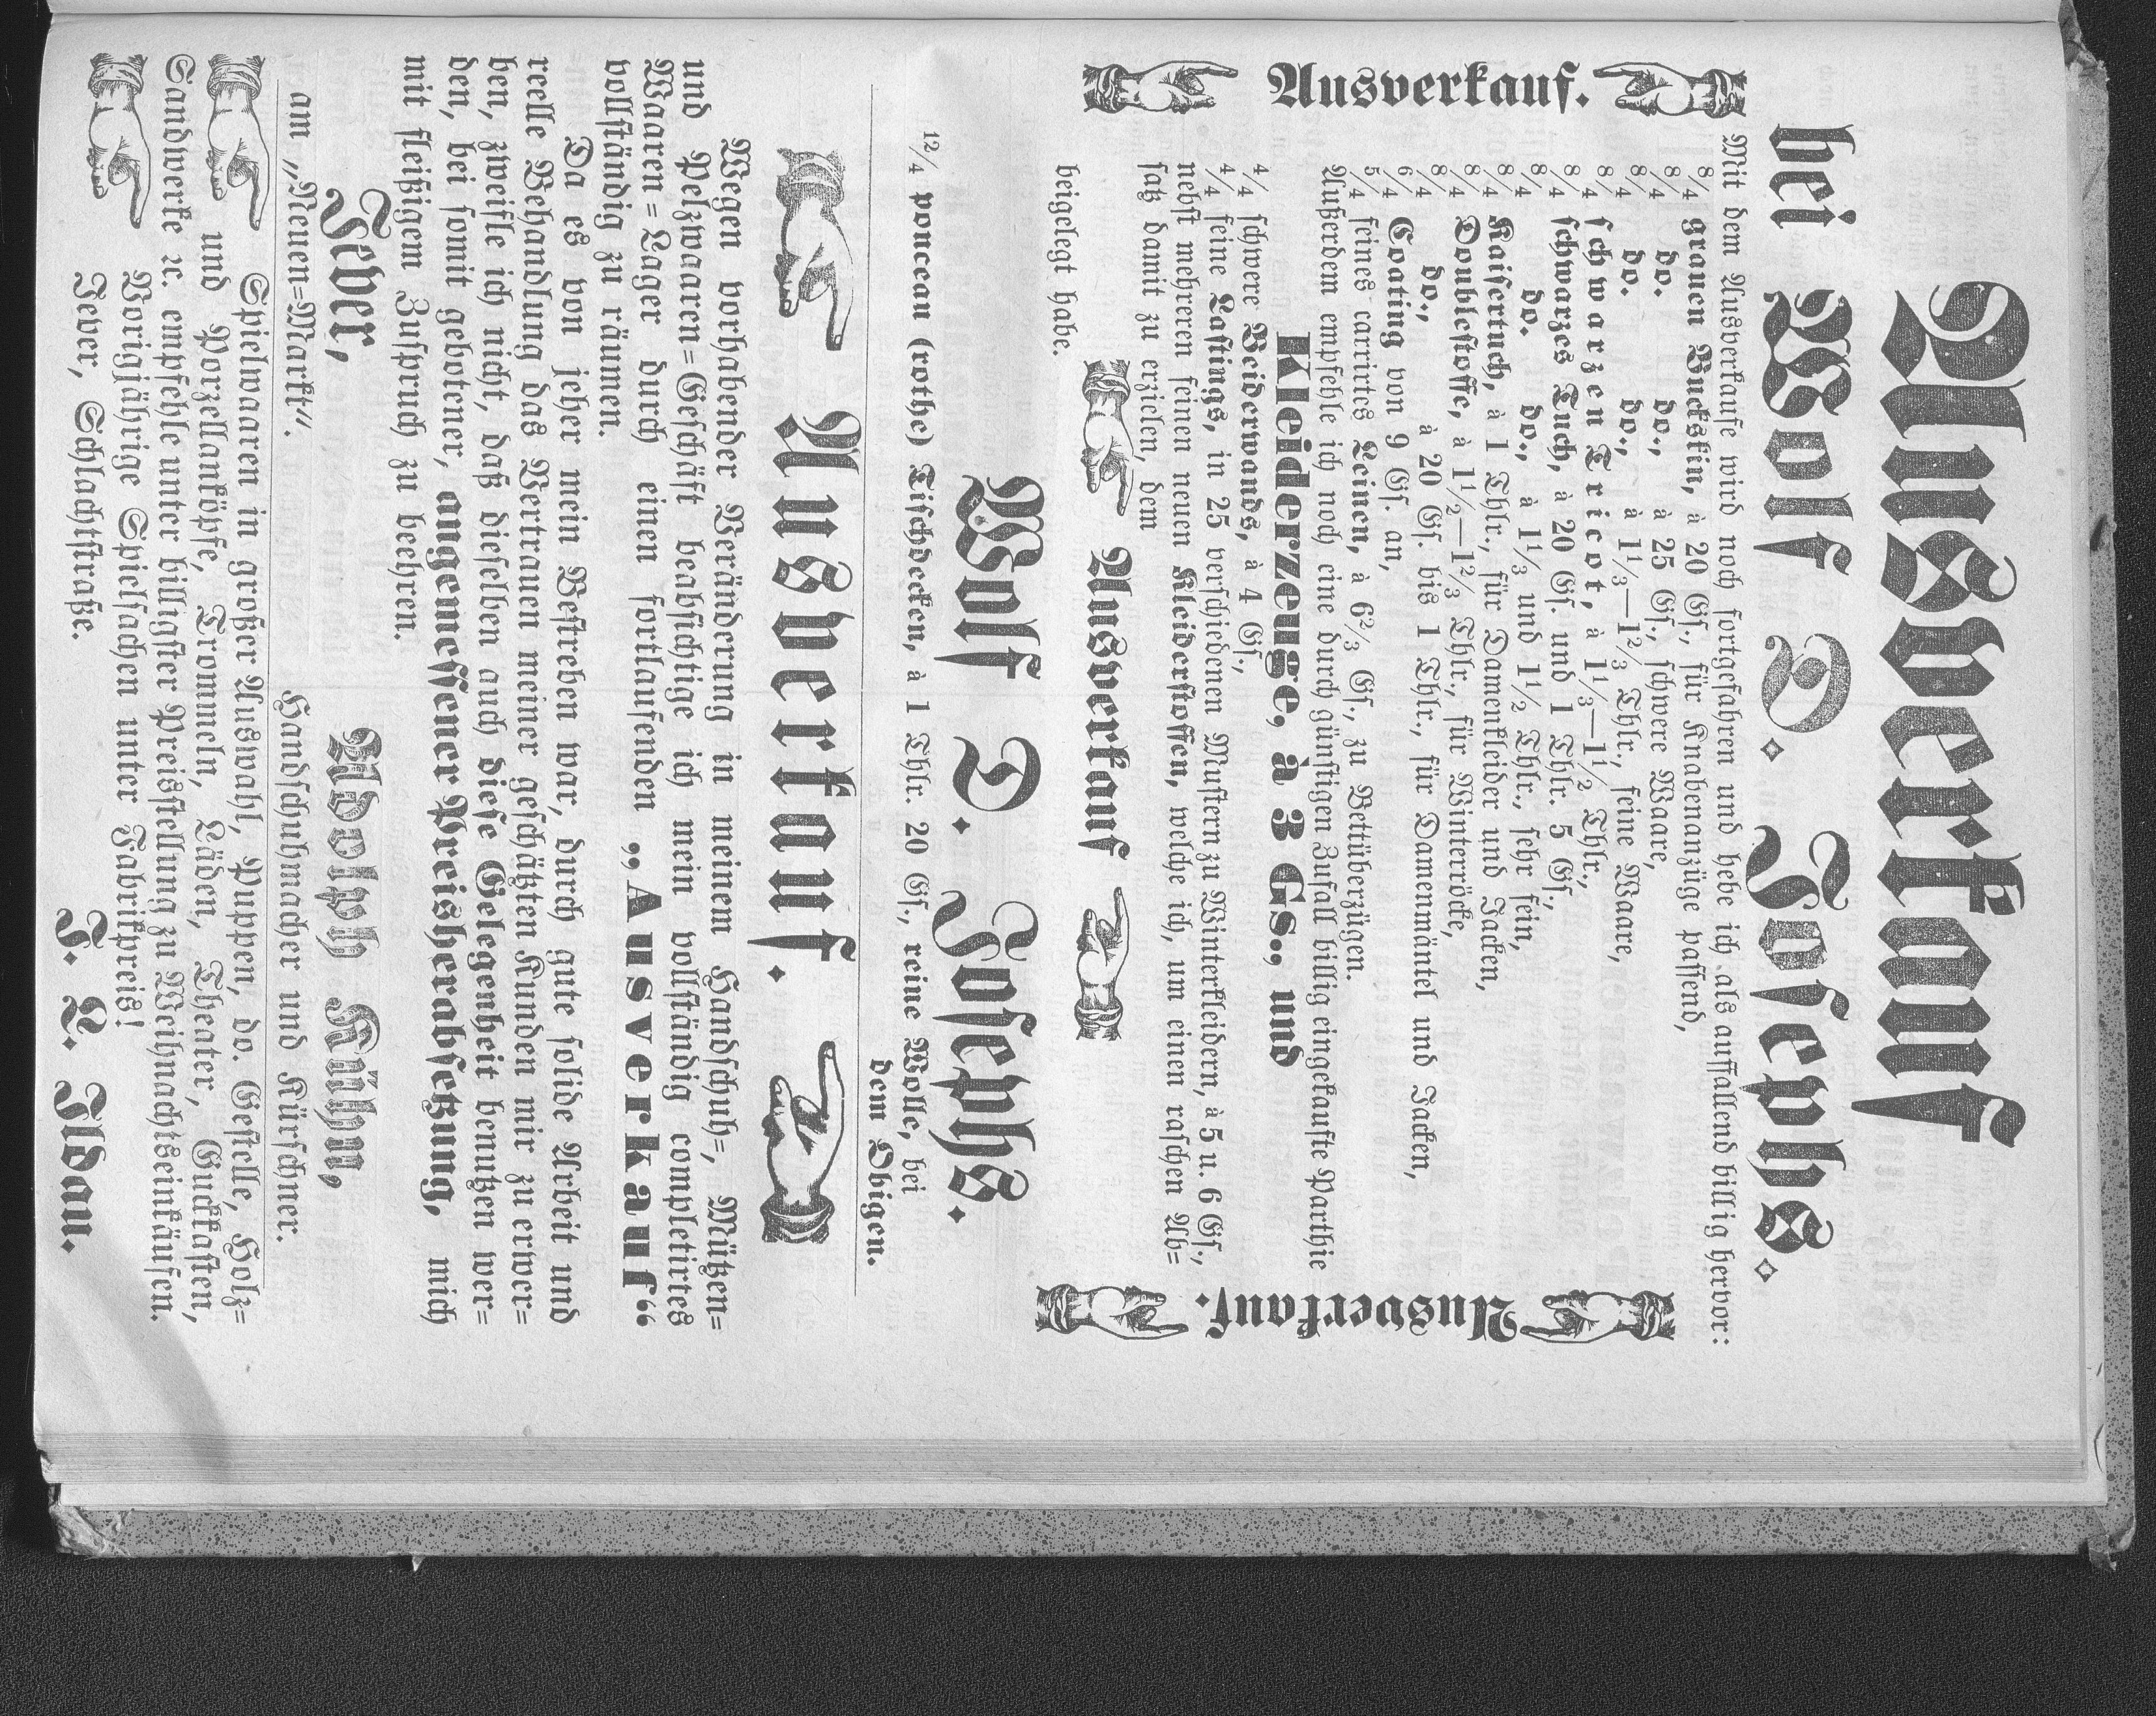 Ausverkauf
bei Wolf D. Josephs.
Mit dem Ausverkaufe wird noch fortgefahren und hebe ich als auffallend billig hervor:
Ausverkauf.
8/4 grauen Buckskin, à 20 Gs., für Knabenanzüge passend,
8/4 do. do., à 25 Gs., schwere Waare,
8/4 do. do., à 1 1/3—1 2/3 Thlr., feine Waare,
8/4 schwarzen Tricot, à 1 1/3—1 1/2 Thlr.,
8/4 schwarzes Tuch, à 20 Gs. und 1 Thlr. 5 Gs.,
8/4 do. do., à 1 1/3 und 1 1/2 Thlr., sehr fein,
8/4 Kaisertuch, à 1 Thlr., für Damenkleider und Jacken,
8/4 Doublestoffe, à 1 1/2—1 2/3 Thlr., für Winterröcke,
8/4 do., à 20 Gs. bis 1 Thlr., für Damenmäntel und Jacken,
6/4 Coating von 9 Gs. an,
5/4 feines carrirtes Leinen, à 6 2/3 Gs., zu Bettüberzügen.
Außerdem empfehle ich noch eine durch günstigen Zufall billig eingekaufte Parthie
Kleiderzeuge, à 3 Gs., und
4/4 schwere Beiderwands, à 4 Gs.,
4/4 feine Lastings, in 25 verschiedenen Mustern zu Winterkleidern, à 5 u. 6 Gs.,
nebst mehreren feinen neuen Kleiderstoffen, welche ich, um einen raschen Ab=
satz damit zu erzielen, dem
Ausverkauf
beigelegt habe.
Ausverkauf.
Wolf D. Josephs.
12/4 ponceau (rothe) Tischdecken, à 1 Thlr. 20 Gs., reine Wolle, bei
dem Obigen.
Ausverkauf.
Wegen vorhabender Veränderung in meinem Handschuh=, Mützen=
und Pelzwaaren=Geschäft beabsichtige ich mein vollständig completirtes
Waaren=Lager durch einen fortlaufenden „Ausverkauf“
vollständig zu räumen.
Da es von jeher mein Bestreben war, durch gute solide Arbeit und
reelle Behandlung das Vertrauen meiner geschätzten Kunden mir zu erwer=
ben, zweifle ich nicht, daß dieselben auch diese Gelegenheit benutzen wer=
den, bei somit gebotener, angemessener Preisherabsetzung, mich
mit fleißigem Zuspruch zu beehren.
Jever, Adolph Kühn,
am „Neuen=Markt“. Handschuhmacher und Kürschner.
Spielwaaren in großer Auswahl, Puppen, do. Gestelle, Holz=
und Porzellanköpfe, Trommeln, Läden, Theater, Guckkasten,
Landwerke ꝛc. empfehle unter billigster Preisstellung zu Weihnachtseinkäufen.
Vorigjährige Spielsachen unter Fabrikpreis!
Jever, Schlachtstraße. F. L. Ibau.